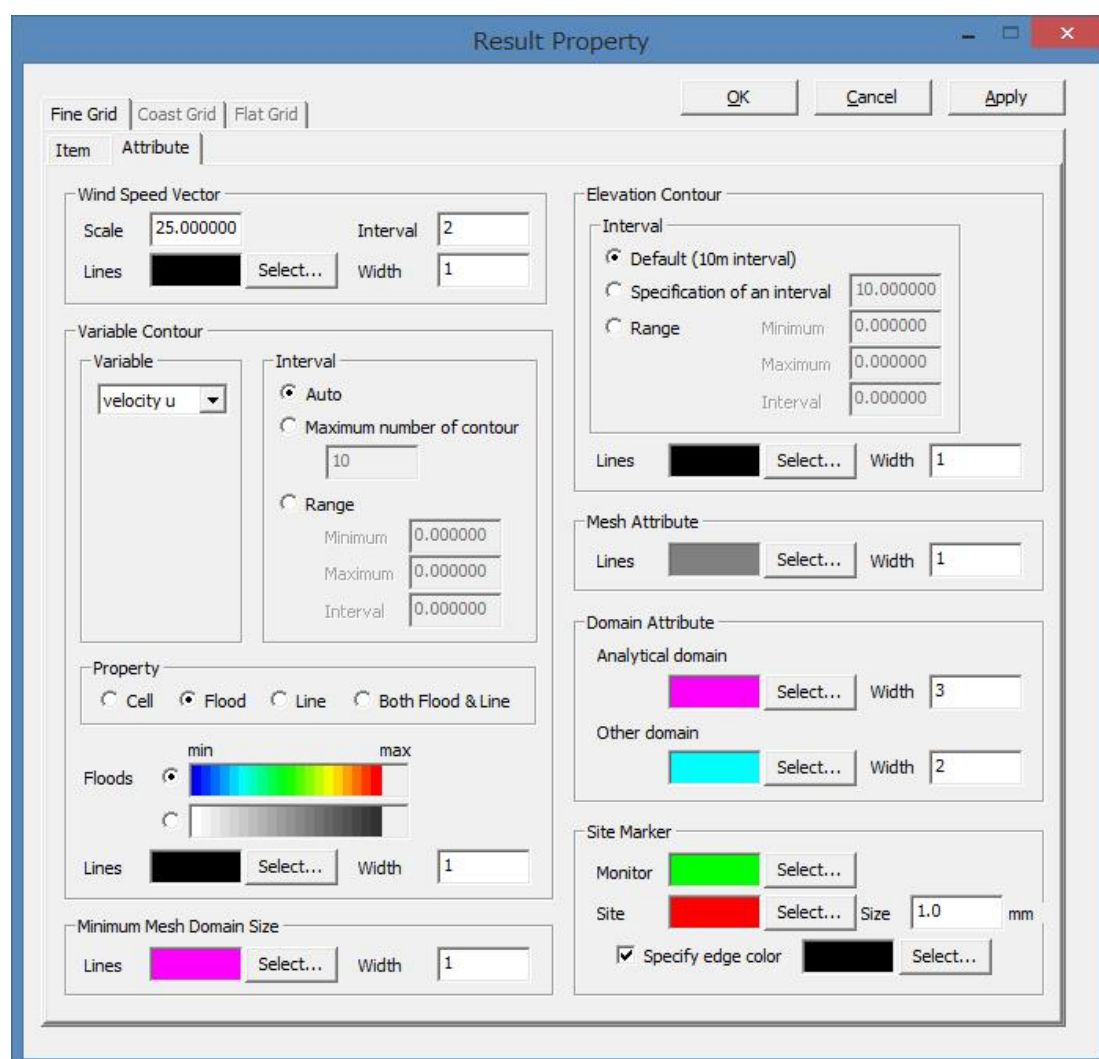 Result Property
OK Cancel Apply
Fine Grid Coast Grid Flat Grid
Item Attribute
Wind Speed Vector
Scale 25.000000 Interval 2
Lines Select... Width 1
Variable Contour
Variable
velocity u
Interval
Auto
Maximum number of contour
10
Range
Minimum 0.000000
Maximum 0.000000
Interval 0.000000
Property
Cell Flood Line Both Flood & Line
min max
Floods
Lines Select... Width 1
Minimum Mesh Domain Size
Lines Select... Width 1
Elevation Contour
Interval
Default (10m interval)
Specification of an interval 10.000000
Range Minimum 0.000000
Maximum 0.000000
Interval 0.000000
Lines Select... Width 1
Mesh Attribute
Lines Select... Width 1
Domain Attribute
Analytical domain
Select... Width 3
Other domain
Select... Width 2
Site Marker
Monitor Select...
Site Select... Size 1.0 mm
Specify edge color Select...